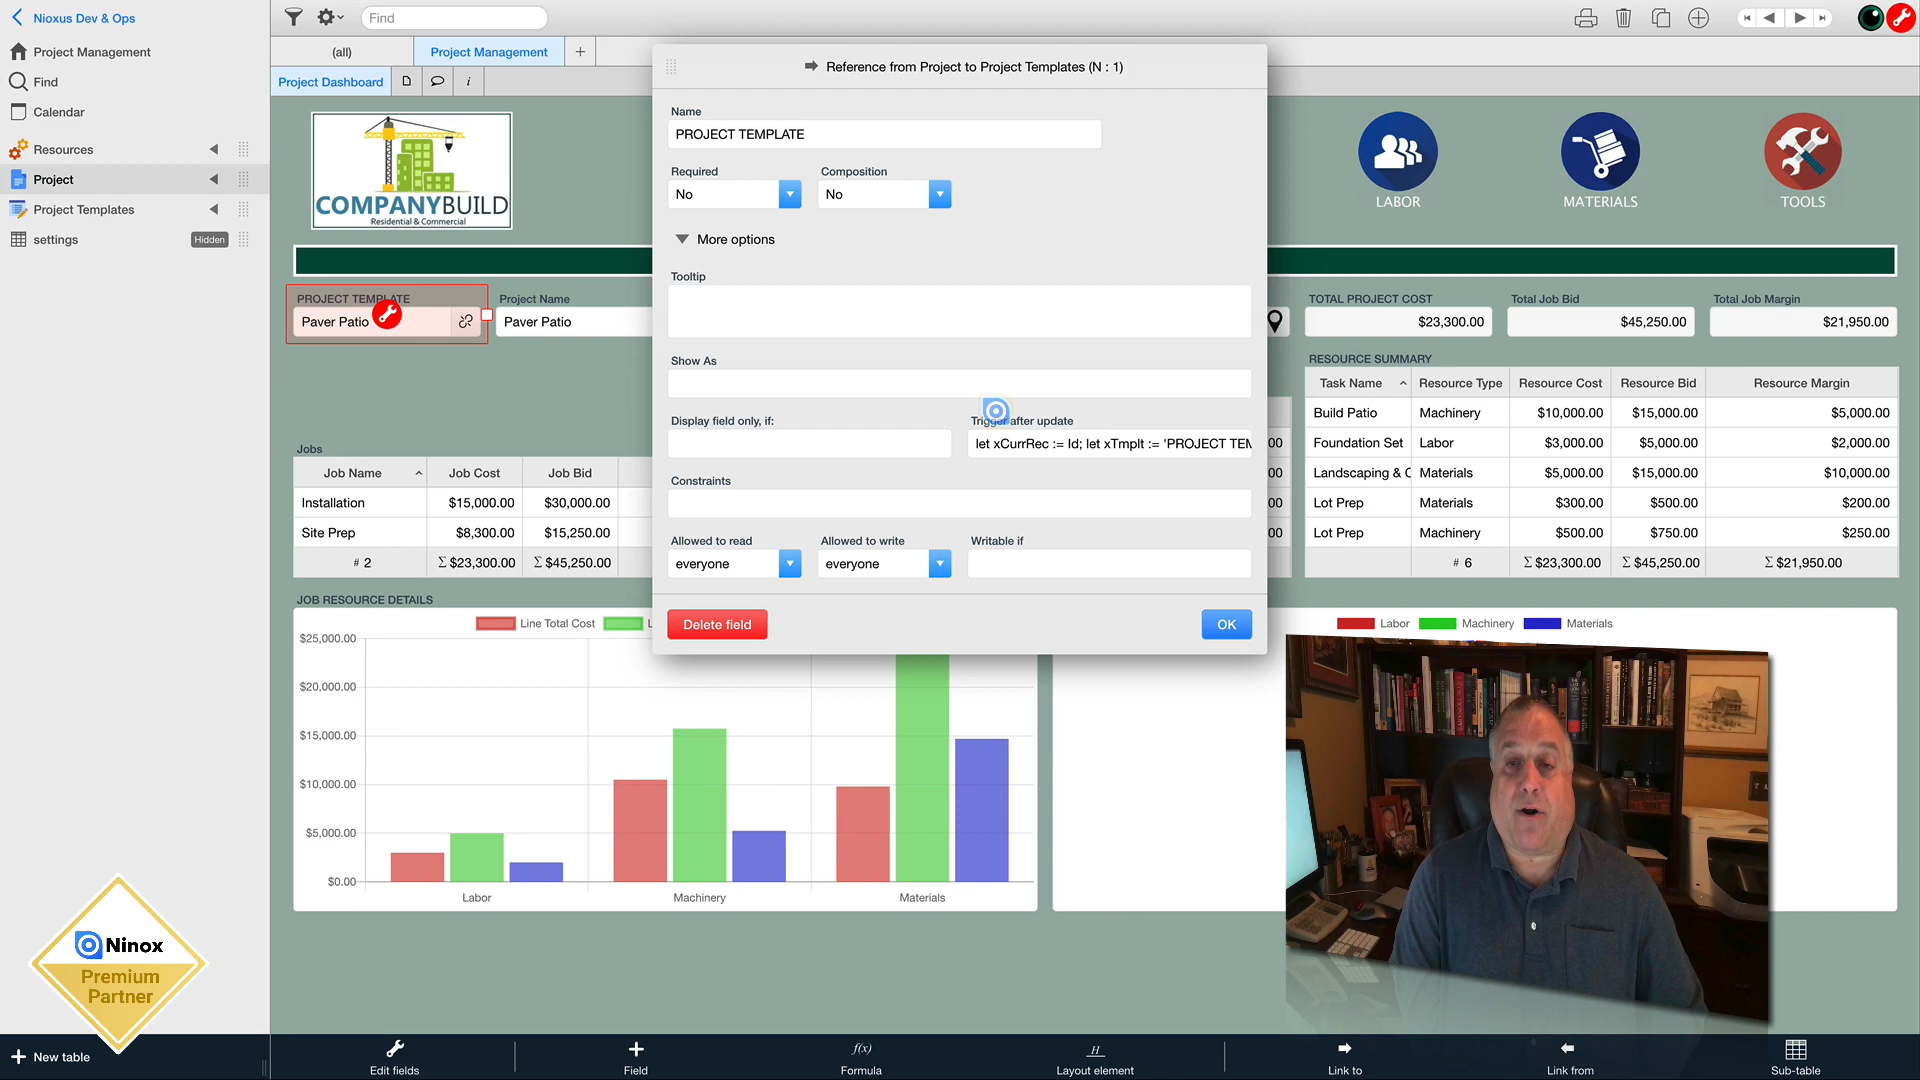 Nioxus Dev & Ops
Project Management
Find
Calendar
Resources
Project
Project Templates
settings
Hidden
Find
(all)
Project Management
+
Project Dashboard
i
COMPANYBUILD
Residential & Commercial
LABOR
MATERIALS
TOOLS
Reference from Project to Project Templates (N : 1)
Name
PROJECT TEMPLATE
Required
Composition
No
No
More options
Tooltip
Show As
Display field only, if:
Trigger after update
let xCurrRec := Id; let xTmplt := 'PROJECT TEM
Constraints
Allowed to read
Allowed to write
Writable if
everyone
everyone
Delete field
OK
PROJECT TEMPLATE
Paver Patio
Project Name
Paver Patio
TOTAL PROJECT COST
$23,300.00
Total Job Bid
$45,250.00
Total Job Margin
$21,950.00
Jobs
Job Name Job Cost Job Bid
Installation $15,000.00 $30,000.00
Site Prep $8,300.00 $15,250.00
# 2 Σ $23,300.00 Σ $45,250.00
00
00
00
00
00
RESOURCE SUMMARY
Task Name Resource Type Resource Cost Resource Bid Resource Margin
Build Patio Machinery $10,000.00 $15,000.00 $5,000.00
Foundation Set Labor $3,000.00 $5,000.00 $2,000.00
Landscaping & C Materials $5,000.00 $15,000.00 $10,000.00
Lot Prep Materials $300.00 $500.00 $200.00
Lot Prep Machinery $500.00 $750.00 $250.00
# 6 Σ $23,300.00 Σ $45,250.00 Σ $21,950.00
JOB RESOURCE DETAILS
Line Total Cost L
$25,000.00
$20,000.00
$15,000.00
$10,000.00
$5,000.00
$0.00
Labor Machinery Materials
Labor Machinery Materials
Ninox
Premium
Partner
New table
Edit fields
Field
f(x)
Formula
H
Layout element
Link to
Link from
Sub-table